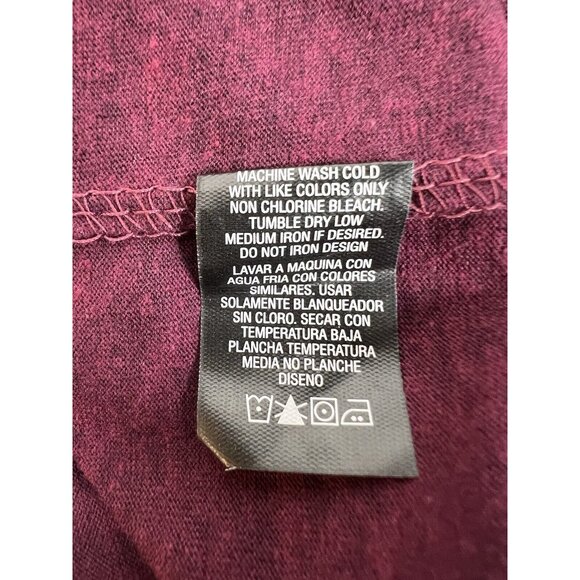 MACHINE WASH COLD
WITH LIKE COLORS ONLY
NON CHLORINE BLEACH.
TUMBLE DRY LOW
MEDIUM IRON IF DESIRED.
DO NOT IRON DESIGN
LAVAR A MAQUINA CON
AGUA FRIA CON COLORES
SIMILARES. USAR
SOLAMENTE BLANQUEADOR
SIN CLORO. SECAR CON
TEMPERATURA BAJA
PLANCHA TEMPERATURA
MEDIA NO PLANCHE
DISENO